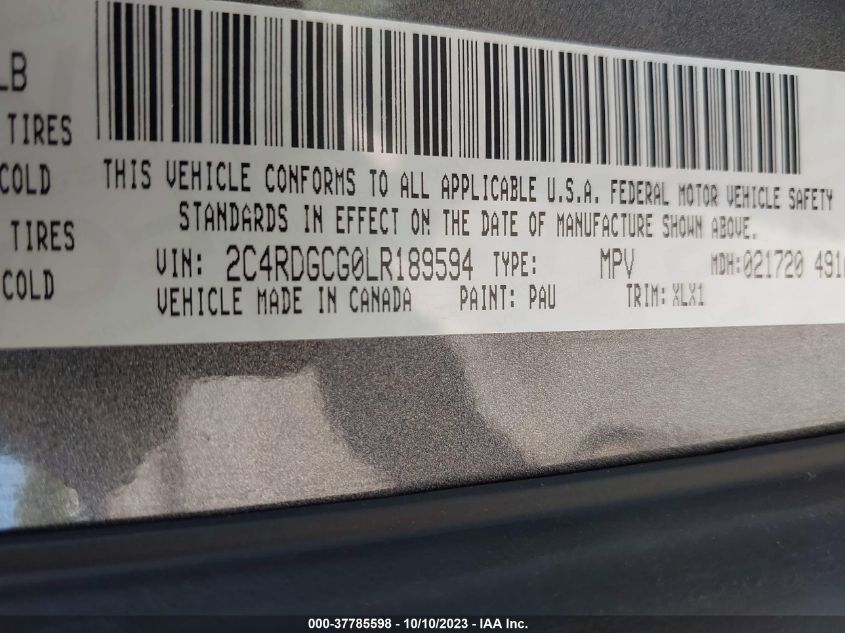 LB
TIRES
COLD
THIS VEHICLE CONFORMS TO ALL APPLICABLE U.S.A. FEDERAL MOTOR VEHICLE SAFETY
STANDARDS IN EFFECT ON THE DATE OF MANUFACTURE SHOWN ABOVE.
TIRES
COLD
VIN: 2C4RDGCG0LR189594 TYPE: MPV MDH:021720 491
VEHICLE MADE IN CANADA PAINT: PAU TRIM: XLX1
000-37785598 - 10/10/2023 - IAA Inc.